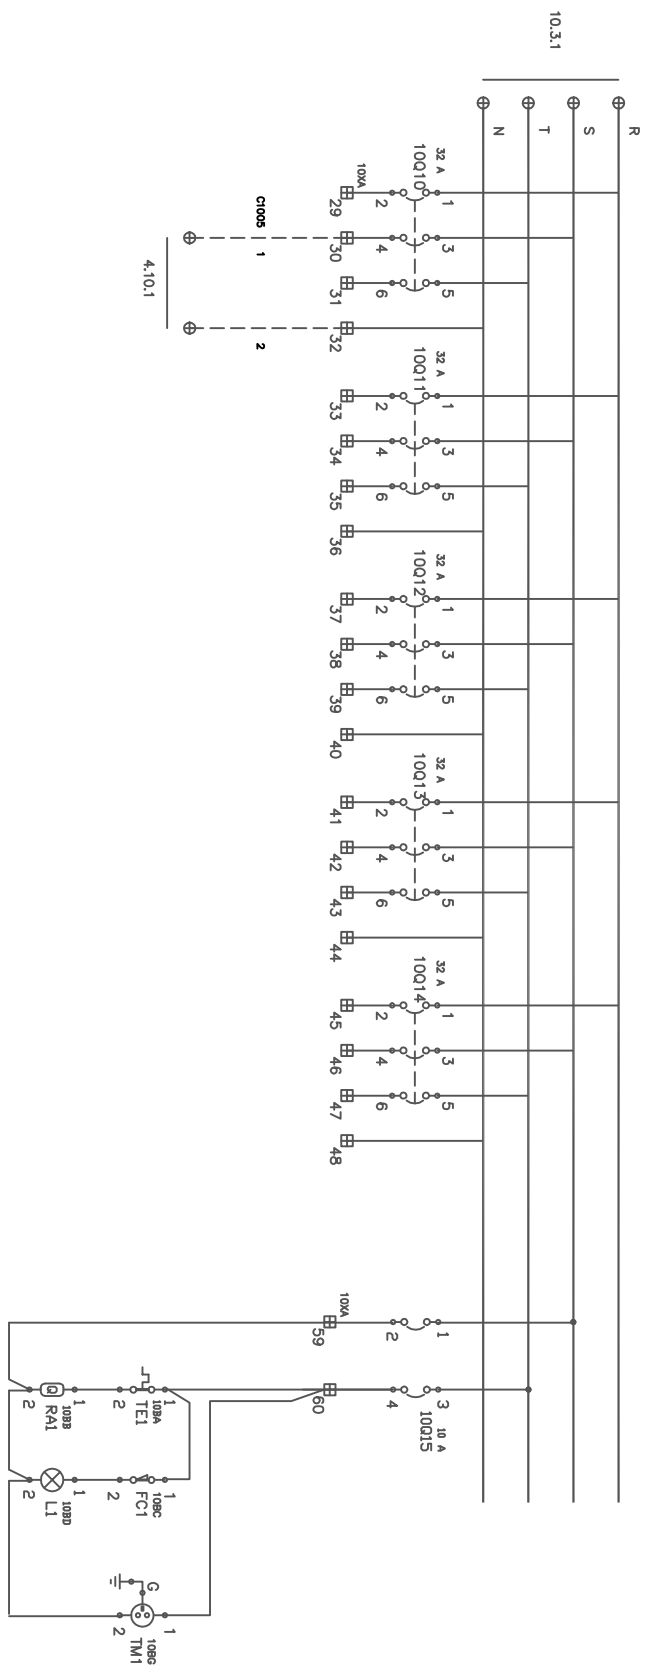 10.3.1
R
S
T
N
32 A
10Q10
1
3
5
2
4
6
10XA
29
30
31
32
C1005
1
2
4.10.1
32 A
10Q11
1
3
5
2
4
6
33
34
35
36
32 A
10Q12
1
3
5
2
4
6
37
38
39
40
32 A
10Q13
1
3
5
2
4
6
41
42
43
44
32 A
10Q14
1
3
5
2
4
6
45
46
47
48
1
3
10 A
10Q15
2
4
10XA
59
60
1
10BA
TE1
2
1
10BB
RA1
Q
2
1
10BC
FC1
2
1
10BD
L1
2
G
1
10BG
TM1
2